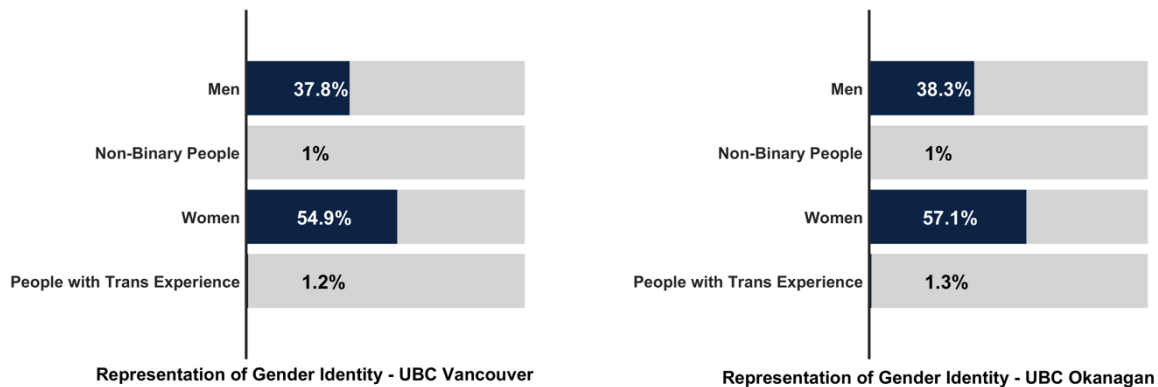 Men 37.8%
Non-Binary People 1%
Women 54.9%
People with Trans Experience 1.2%
Representation of Gender Identity - UBC Vancouver
Men 38.3%
Non-Binary People 1%
Women 57.1%
People with Trans Experience 1.3%
Representation of Gender Identity - UBC Okanagan